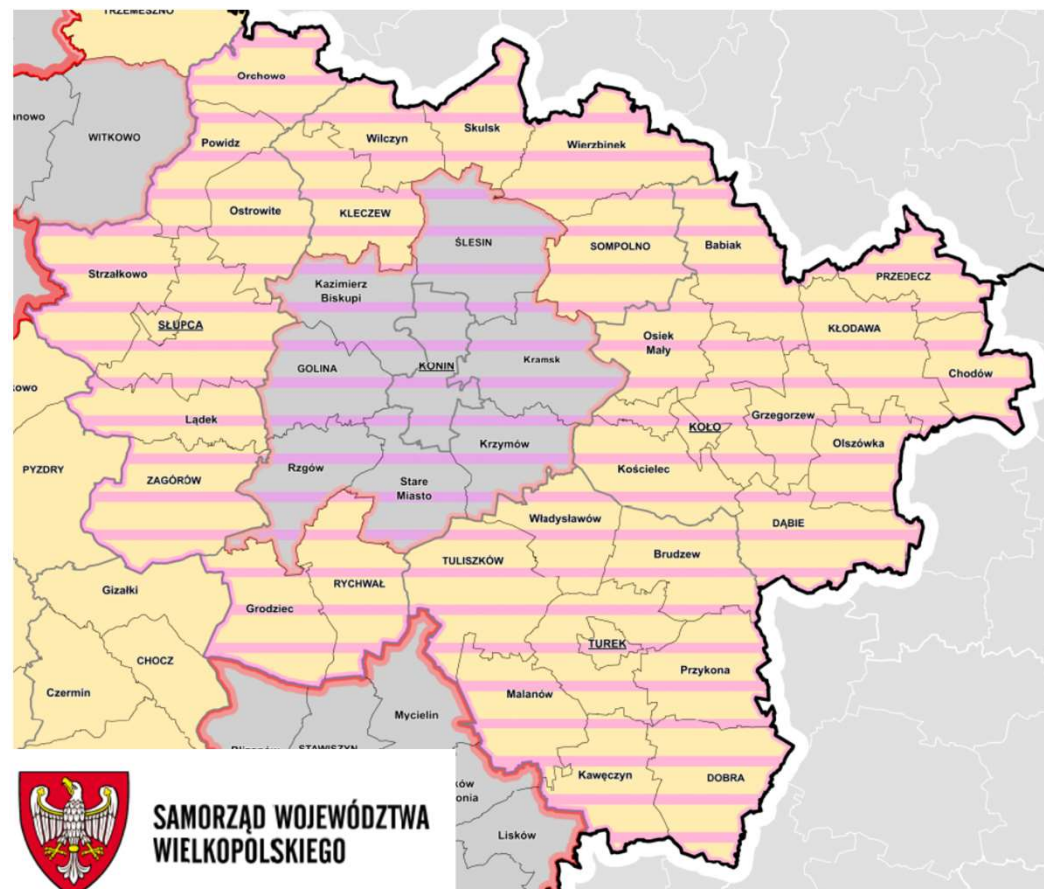 TRZEMESZNO
Orchowo
WITKOWO
Powidz
Wilczyn
Skulsk
Wierzbinek
Ostrowite
KLECZEW
ŚLESIN
SOMPOLNO
Babiak
Strzałkowo
Kazimierz
Biskupi
PRZEDECZ
SŁUPCA
Osiek
Mały
KŁODAWA
GOLINA
KONIN
Kramsk
Chodów
Lądek
Grzegorzew
KOŁO
Krzymów
Olszówka
PYZDRY
ZAGÓRÓW
Rzgów
Stare
Miasto
Kościelec
Władysławów
DĄBIE
TULISZKÓW
Brudzew
Gizałki
Grodziec
RYCHWAŁ
TUREK
CHOCZ
Przykona
Czermin
Malanów
Mycielin
STAWISZYN
Kawęczyn
DOBRA
Lisków
SAMORZĄD WOJEWÓDZTWA
WIELKOPOLSKIEGO